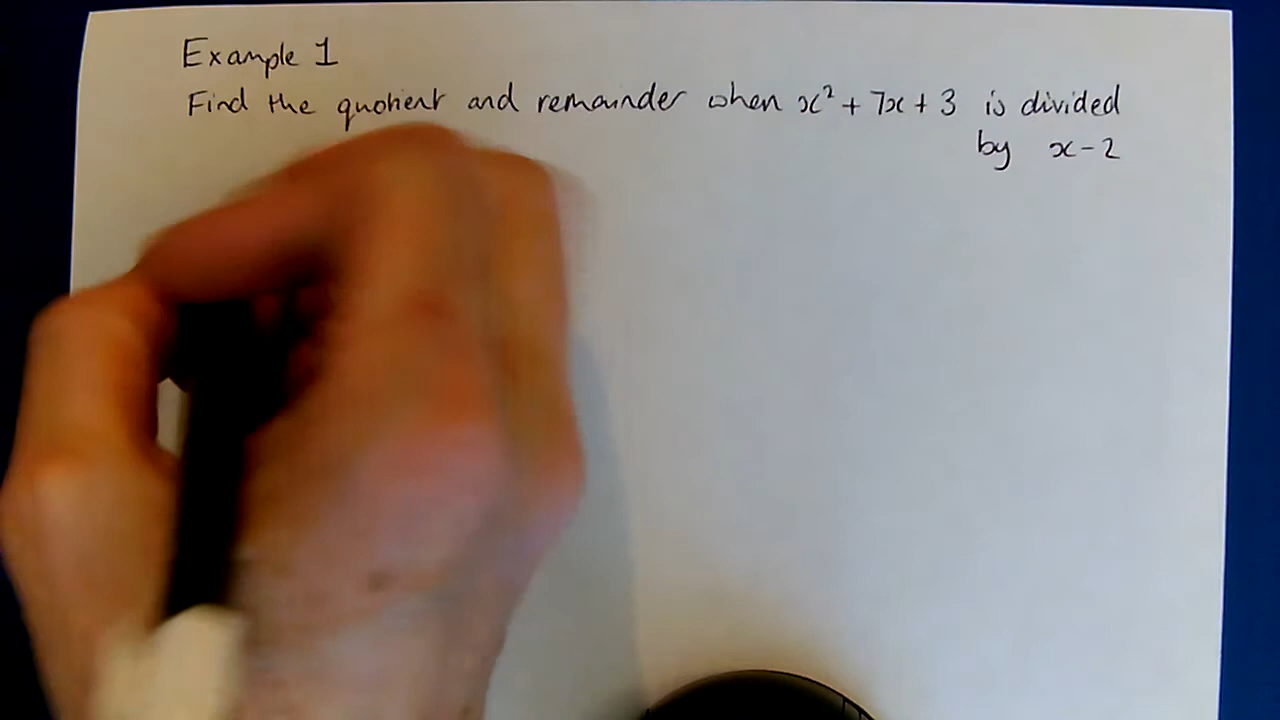 Example 1
Find the quotient and remainder when x² + 7x + 3 is divided
by x - 2